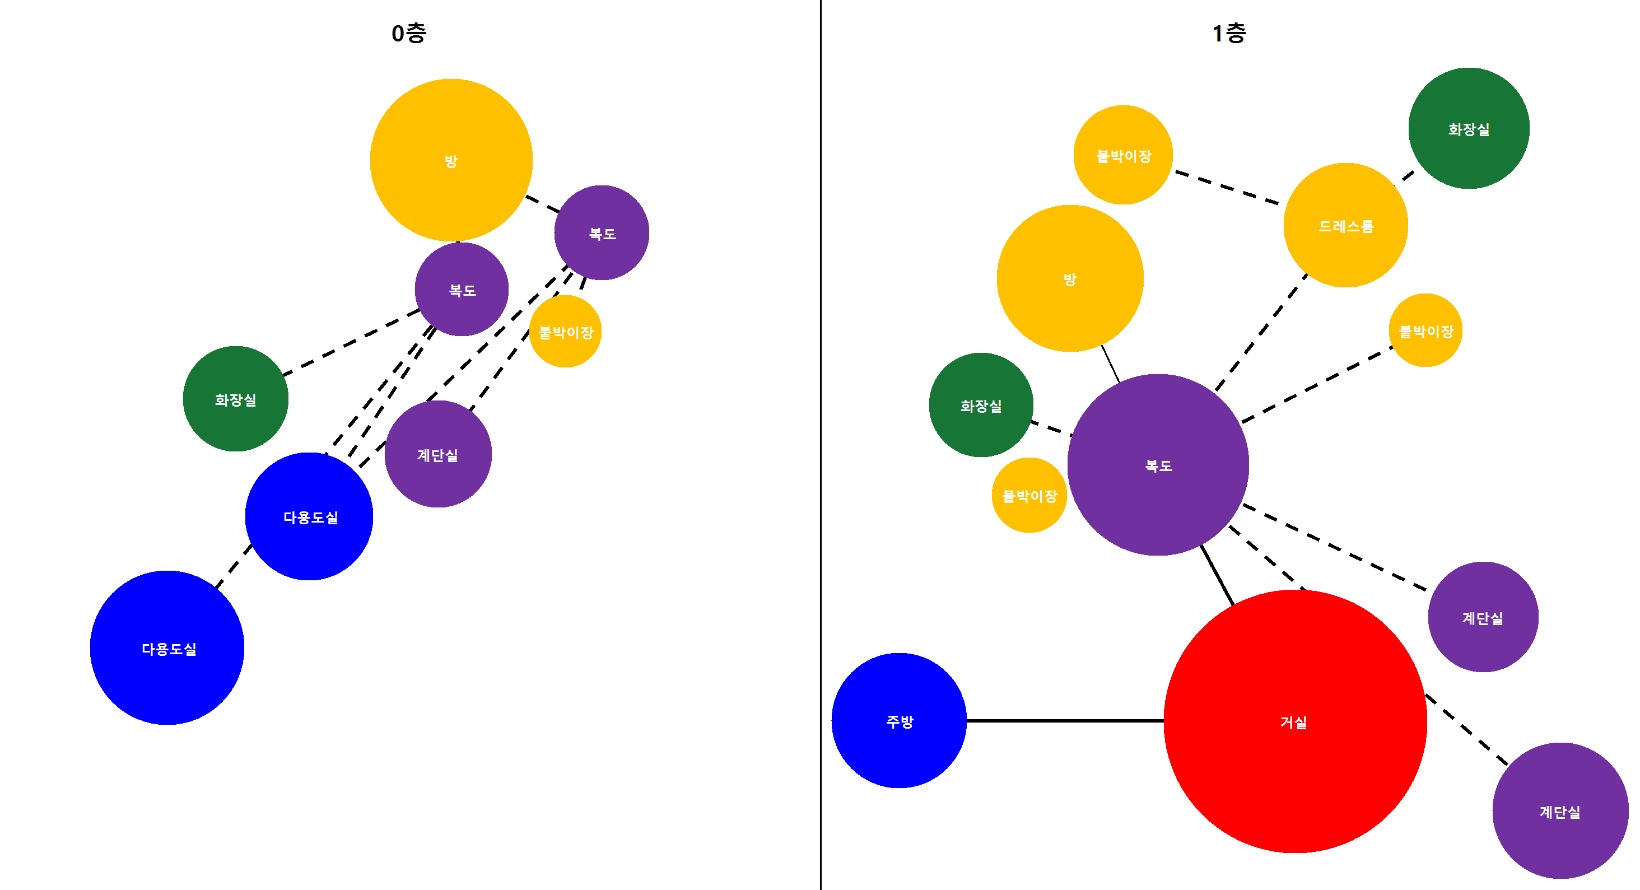 0층
방
복도
복도
붙박이장
화장실
계단실
다용도실
다용도실
1층
화장실
붙박이장
드레스룸
방
붙박이장
화장실
복도
붙박이장
계단실
주방
거실
계단실